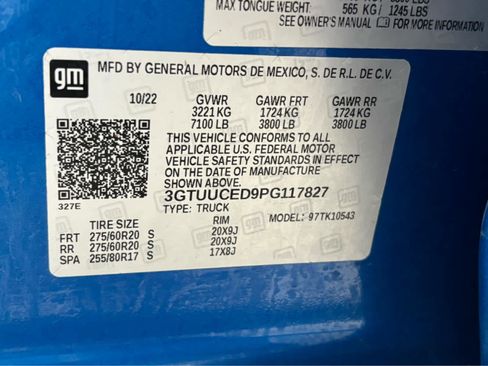 MAX TONGUE WEIGHT: 565 KG / 1245 LBS
SEE OWNER'S MANUAL FOR MORE INFORMATION
gm
MFD BY GENERAL MOTORS DE MEXICO, S. DE R.L. DE C.V.
10/22 GVWR GAWR FRT GAWR RR
3221 KG 1724 KG 1724 KG
7100 LB 3800 LB 3800 LB
THIS VEHICLE CONFORMS TO ALL
APPLICABLE U.S. FEDERAL MOTOR
VEHICLE SAFETY STANDARDS IN EFFECT
ON THE DATE OF MANUFACTURE
SHOWN ABOVE.
327E
3GTUUCED9PG117827
TYPE: TRUCK MODEL: 97TK10543
TIRE SIZE RIM
FRT 275/60R20 S 20X9J
RR 275/60R20 S 20X9J
SPA 255/80R17 S 17X8J